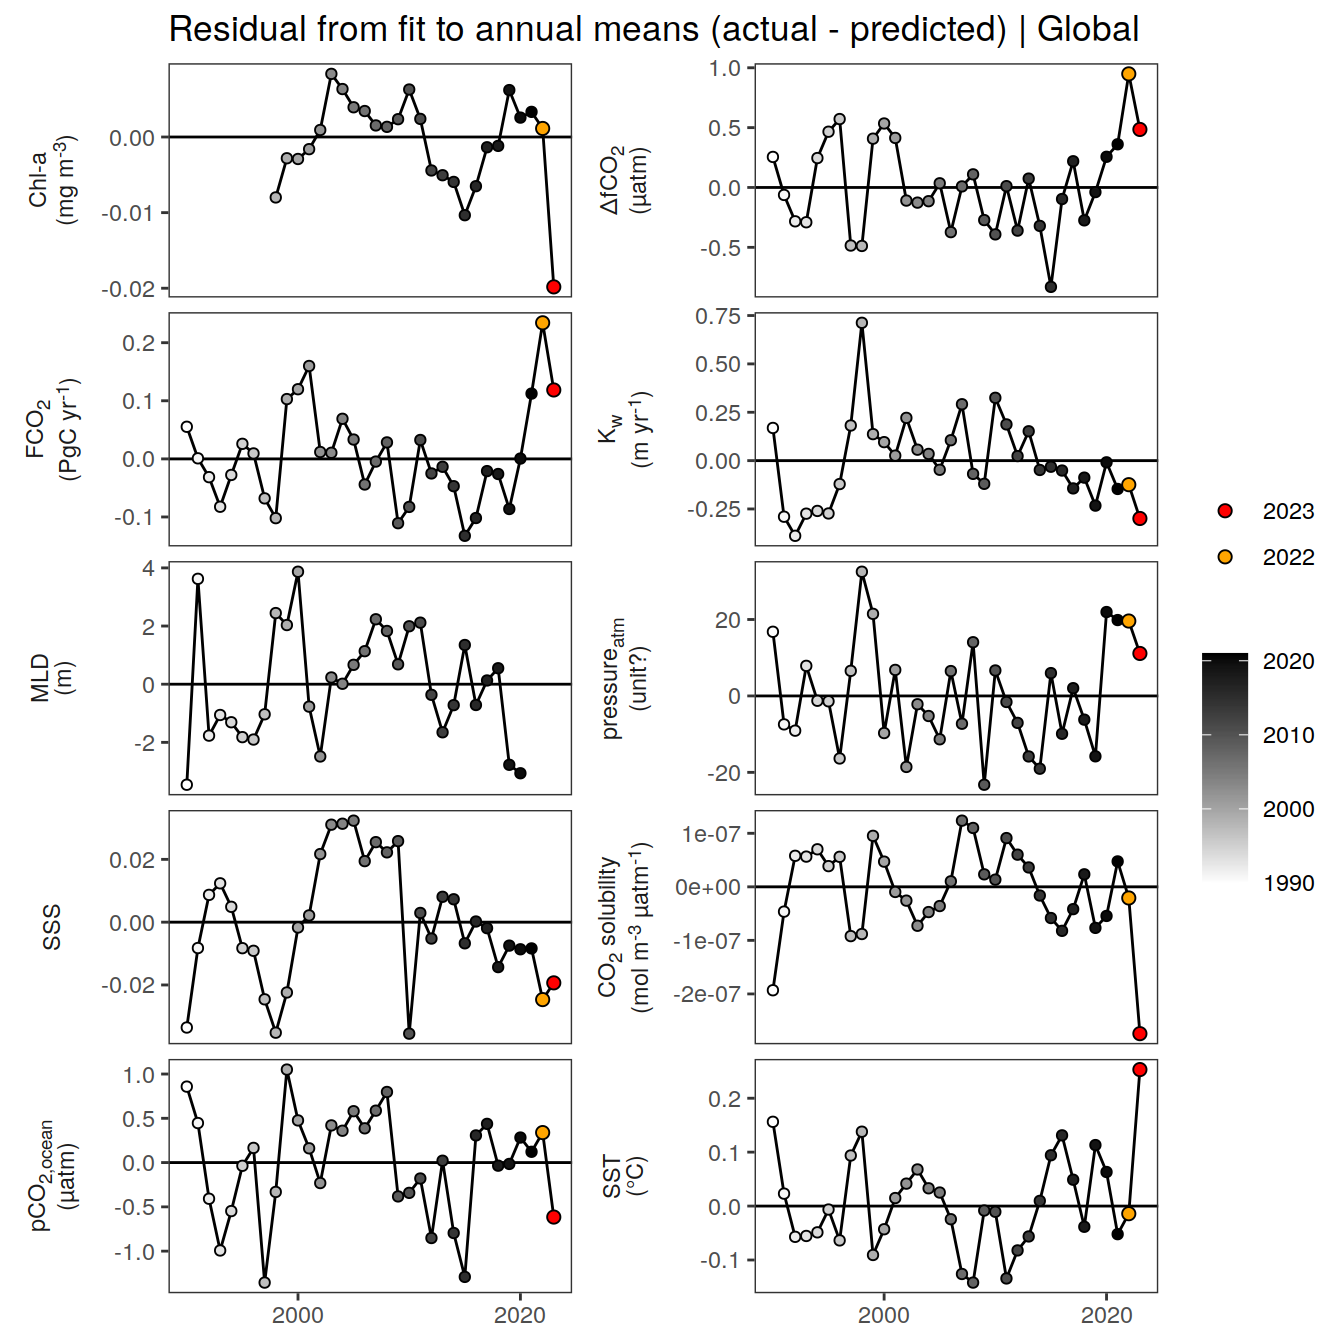 Residual from fit to annual means (actual - predicted) | Global
Chl-a
(mg m-3)
0.00
-0.01
-0.02
ΔfCO2
(µatm)
1.0
0.5
0.0
-0.5
FCO2
(PgC yr-1)
0.2
0.1
0.0
-0.1
Kw
(m yr-1)
0.75
0.50
0.25
0.00
-0.25
MLD
(m)
4
2
0
-2
pressureatm
(unit?)
20
0
-20
SSS
0.02
0.00
-0.02
CO2 solubility
(mol m-3 µatm-1)
1e-07
0e+00
-1e-07
-2e-07
pCO2,ocean
(µatm)
1.0
0.5
0.0
-0.5
-1.0
2000
2020
SST
(°C)
0.2
0.1
0.0
-0.1
2000
2020
2023
2022
2020
2010
2000
1990